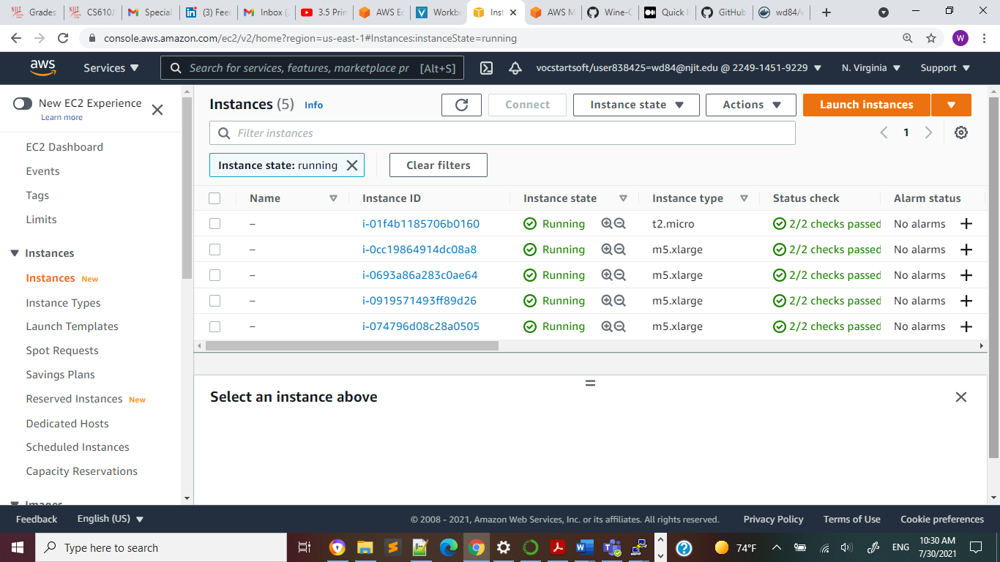 Grades
CS610
Special
(3) Feed
Inbox (
3.5 Prin
AWS Ed
Workb
Inst
AWS M
Wine-
Quick
GitHub
wd84/
console.aws.amazon.com/ec2/v2/home?region=us-east-1#Instances:instanceState=running
W
aws
Services
Search for services, features, marketplace pr [Alt+S]
vocstartsoft/user838425=wd84@njit.edu @ 2249-1451-9229
N. Virginia
Support
New EC2 Experience
Learn more
EC2 Dashboard
Events
Tags
Limits
Instances
Instances New
Instance Types
Launch Templates
Spot Requests
Savings Plans
Reserved Instances New
Dedicated Hosts
Scheduled Instances
Capacity Reservations
Images
Instances (5) Info
Connect
Instance state
Actions
Launch instances
Filter instances
1
Instance state: running
Clear filters
Name Instance ID Instance state Instance type Status check Alarm status
– i-01f4b1185706b0160 Running t2.micro 2/2 checks passed No alarms +
– i-0cc19864914dc08a8 Running m5.xlarge 2/2 checks passed No alarms +
– i-0693a86a283c0ae64 Running m5.xlarge 2/2 checks passed No alarms +
– i-0919571493ff89d26 Running m5.xlarge 2/2 checks passed No alarms +
– i-074796d08c28a0505 Running m5.xlarge 2/2 checks passed No alarms +
Select an instance above
Feedback
English (US)
© 2008 - 2021, Amazon Web Services, Inc. or its affiliates. All rights reserved.
Privacy Policy
Terms of Use
Cookie preferences
Type here to search
74°F
ENG
10:30 AM
7/30/2021